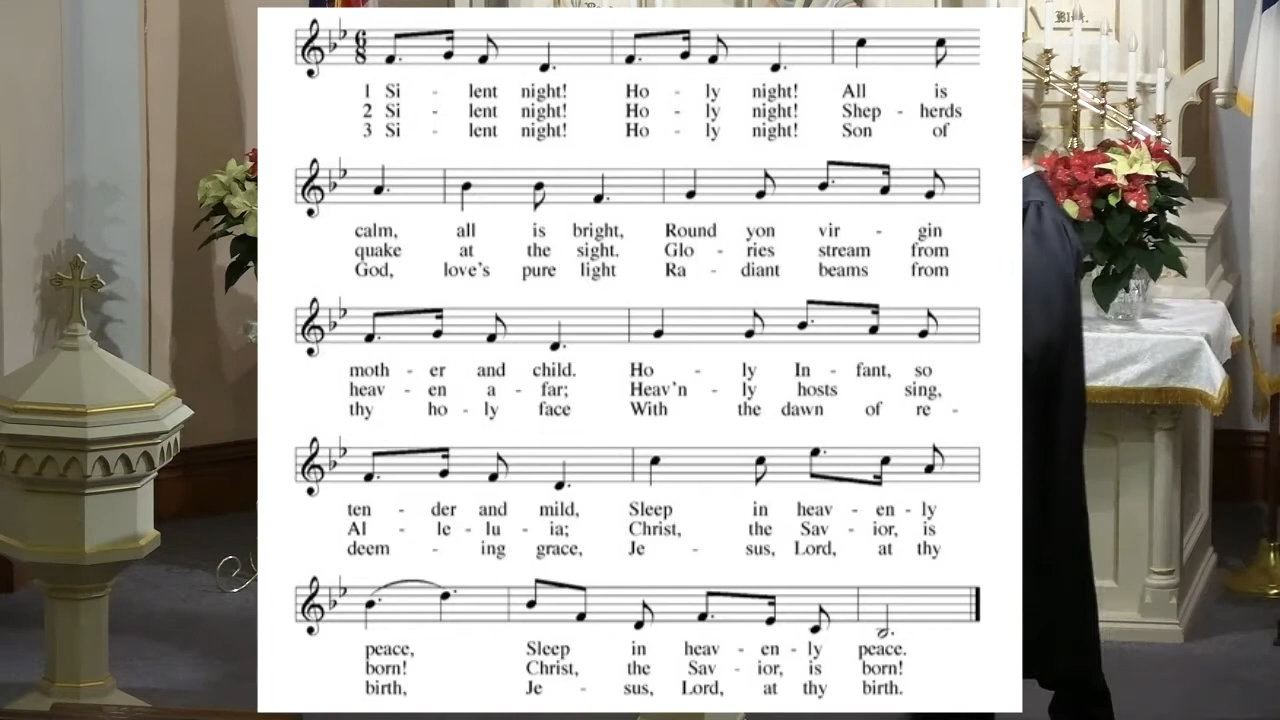 6
8
1 Si - lent night! Ho - ly night! All is
2 Si - lent night! Ho - ly night! Shep - herds
3 Si - lent night! Ho - ly night! Son of
calm, all is bright, Round yon vir - gin
quake at the sight. Glo - ries stream from
God, love's pure light Ra - diant beams from
moth - er and child. Ho - ly In - fant, so
heav - en a - far; Heav'n - ly hosts sing,
thy ho - ly face With the dawn of re -
ten - der and mild, Sleep in heav - en - ly
Al - le - lu - ia; Christ, the Sav - ior, is
deem - ing grace, Je - sus, Lord, at thy
peace, Sleep in heav - en - ly peace.
born! Christ, the Sav - ior, is born!
birth, Je - sus, Lord, at thy birth.